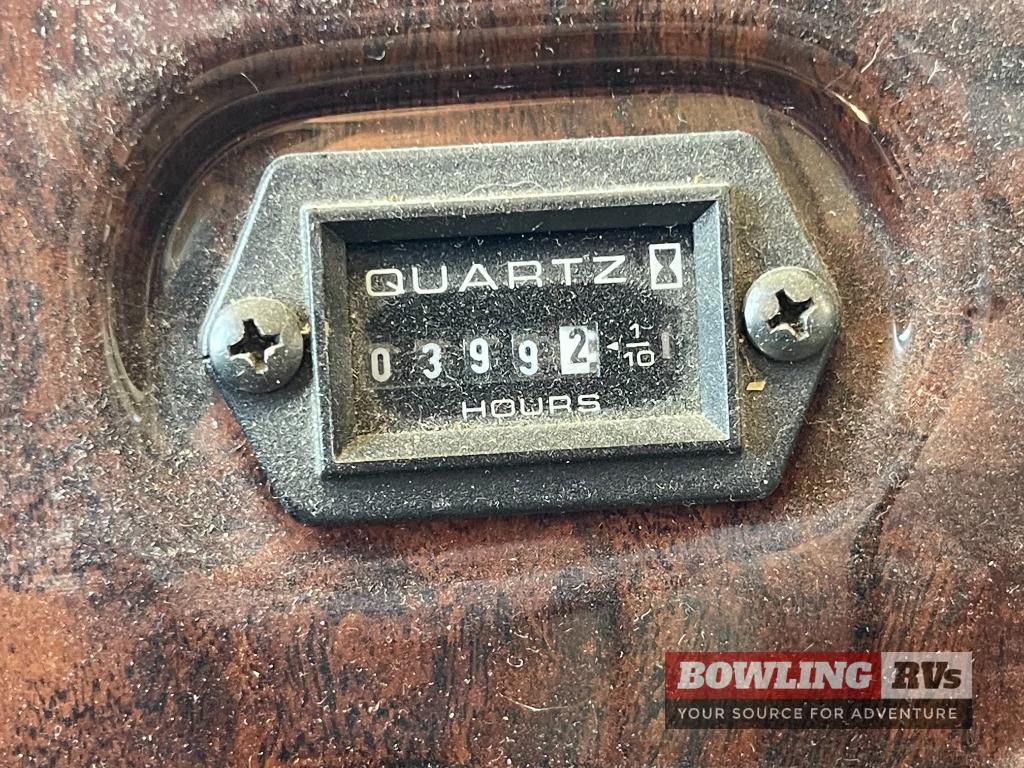 QUARTZ
0 3 9 9 2 1/10
HOURS
BOWLING RVs
YOUR SOURCE FOR ADVENTURE